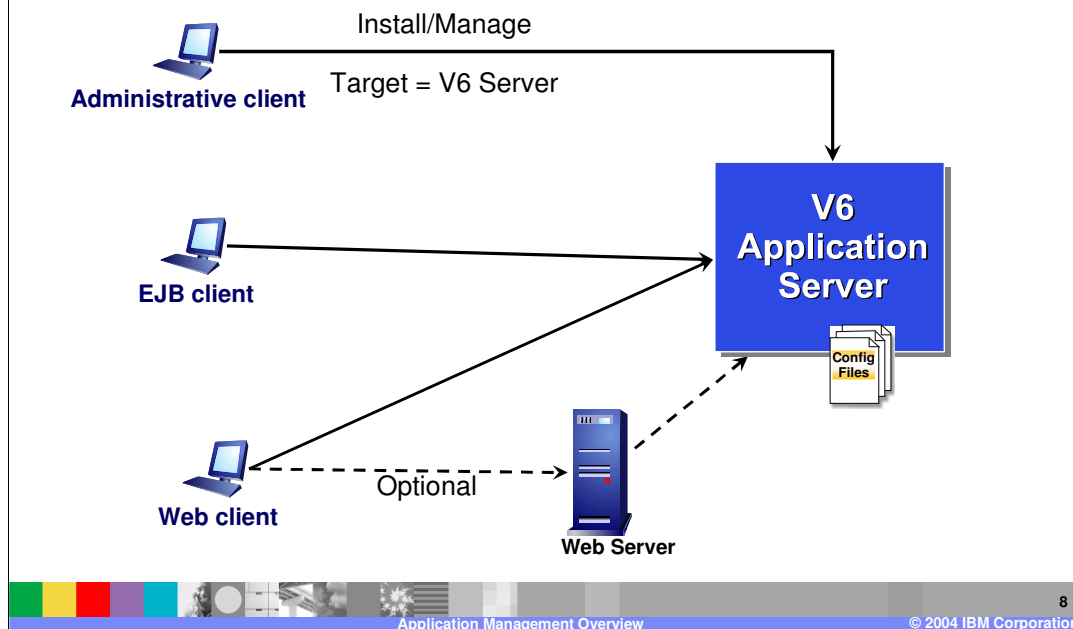 Install/Manage
Target = V6 Server
Administrative client
V6
Application
Server
EJB client
Config
Files
Optional
Web client
Web Server
8
Application Management Overview
© 2004 IBM Corporation